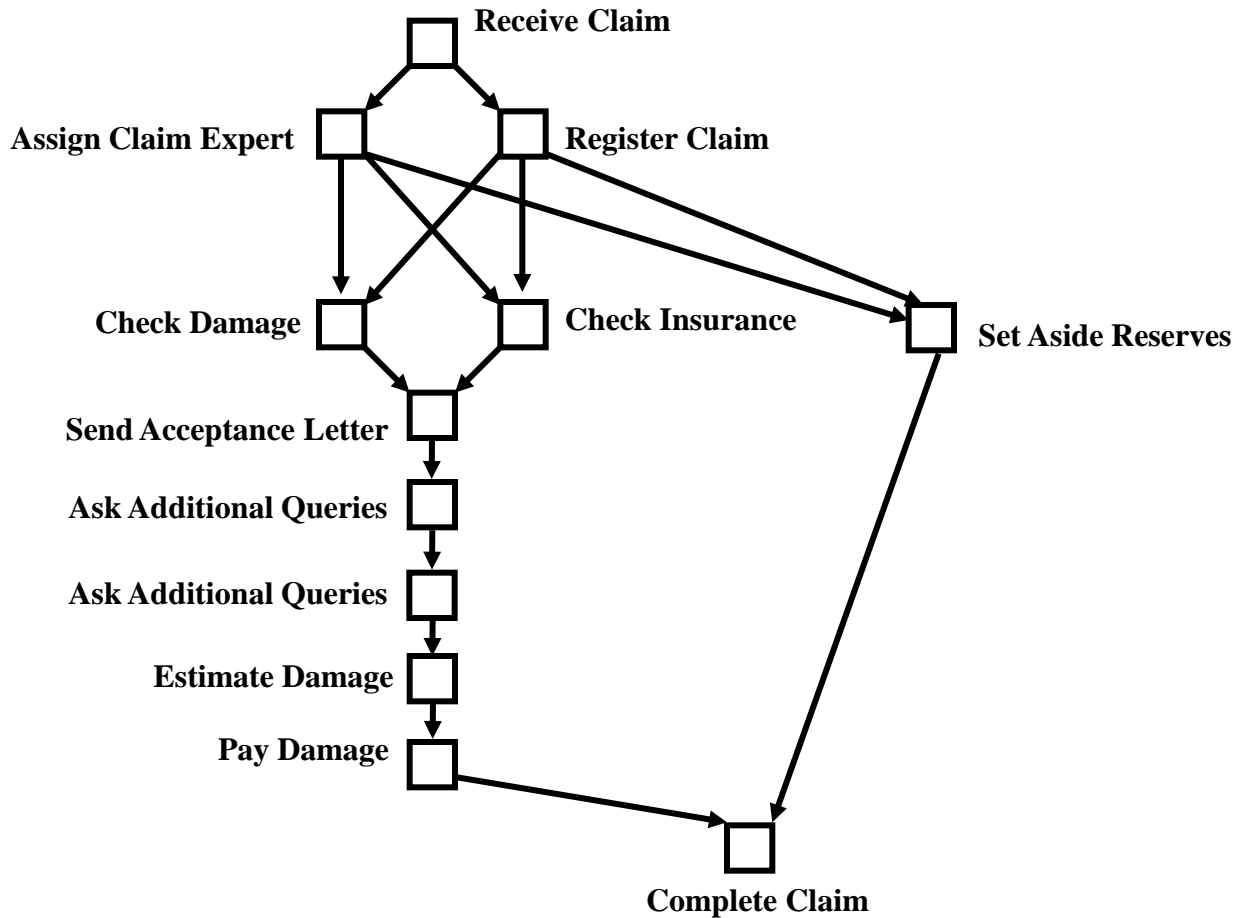 Receive Claim
Assign Claim Expert
Register Claim
Check Damage
Check Insurance
Set Aside Reserves
Send Acceptance Letter
Ask Additional Queries
Ask Additional Queries
Estimate Damage
Pay Damage
Complete Claim